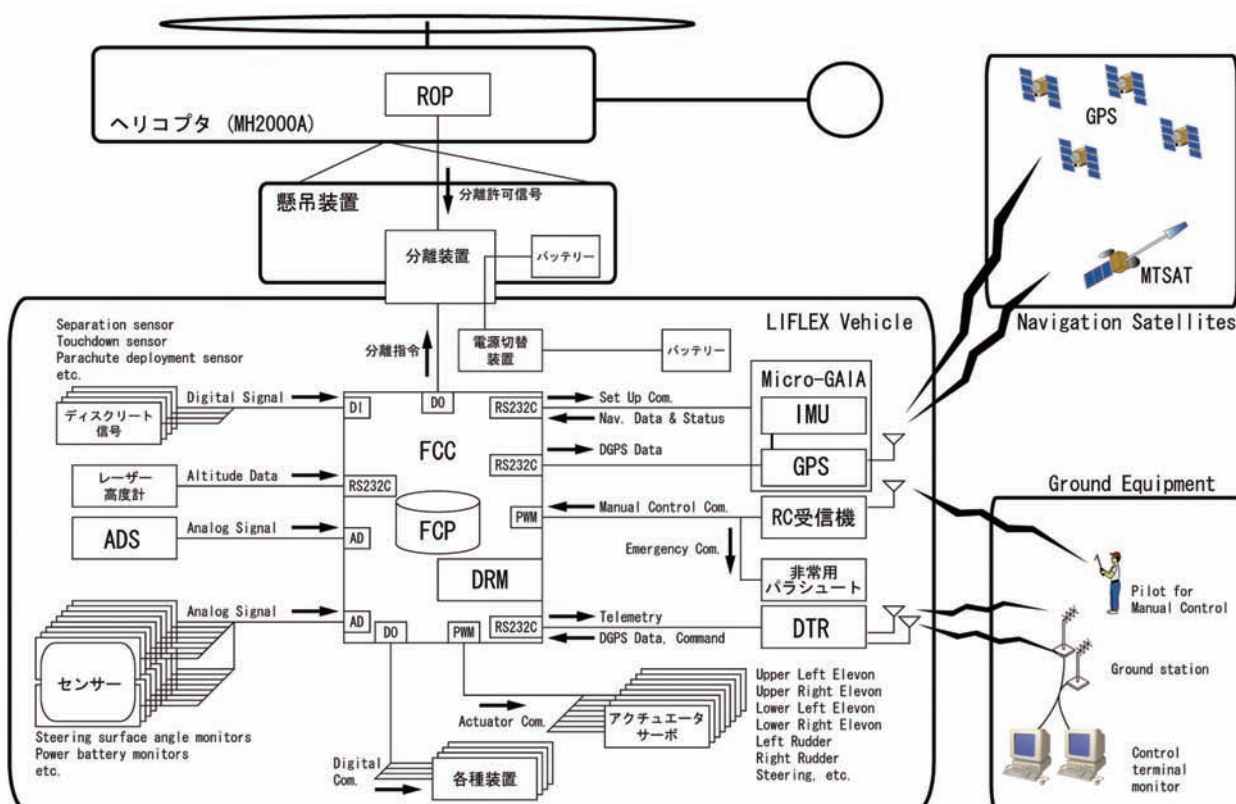 ROP
ヘリコプタ (MH2000A)
分離許可信号
懸吊装置
分離装置
バッテリー
GPS
MTSAT
Navigation Satellites
LIFLEX Vehicle
Separation sensor
Touchdown sensor
Parachute deployment sensor
etc.
分離指令
電源切替
装置
バッテリー
Digital Signal
ディスクリート
信号
DI
DO
RS232C
Set Up Com.
Nav. Data & Status
Micro-GAIA
IMU
GPS
FCC
RS232C
DGPS Data
レーザー
高度計
Altitude Data
RS232C
ADS
Analog Signal
AD
FCP
PWM
Manual Control Com.
RC受信機
Emergency Com.
非常用
パラシュート
DRM
Analog Signal
AD
DO
PWM
RS232C
Telemetry
DGPS Data, Command
DTR
センサー
Steering surface angle monitors
Power battery monitors
etc.
Actuator Com.
アクチュエータ
サーボ
Upper Left Elevon
Upper Right Elevon
Lower Left Elevon
Lower Right Elevon
Left Rudder
Right Rudder
Steering, etc.
Digital
Com.
各種装置
Ground Equipment
Pilot for
Manual Control
Ground station
Control
terminal
monitor